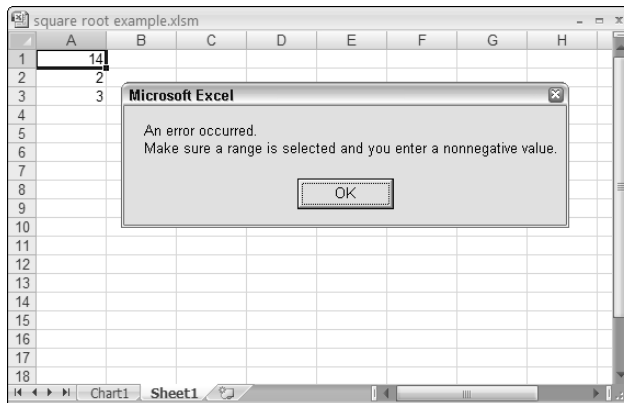 square root example.xlsm
A B C D E F G H
1 14
2 2
3 3
Microsoft Excel
4
An error occurred.
5
Make sure a range is selected and you enter a nonnegative value.
6
7
8 OK
9
10
11
12
13
14
15
16
17
18
Chart1 Sheet1